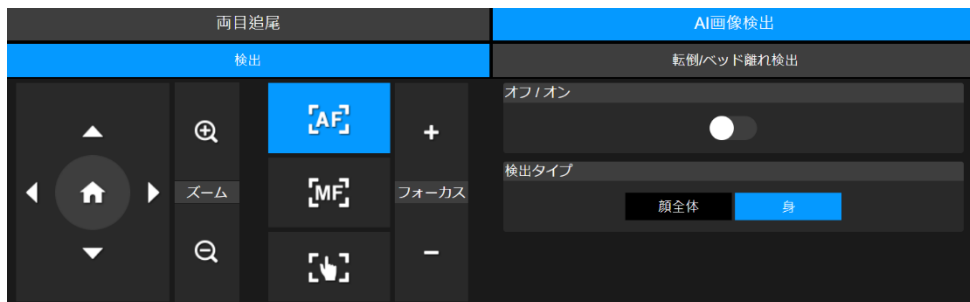 両目追尾
AI画像検出
検出
転倒/ベッド離れ検出
オフ / オン
AF
ズーム
MF
フォーカス
検出タイプ
顔全体
身